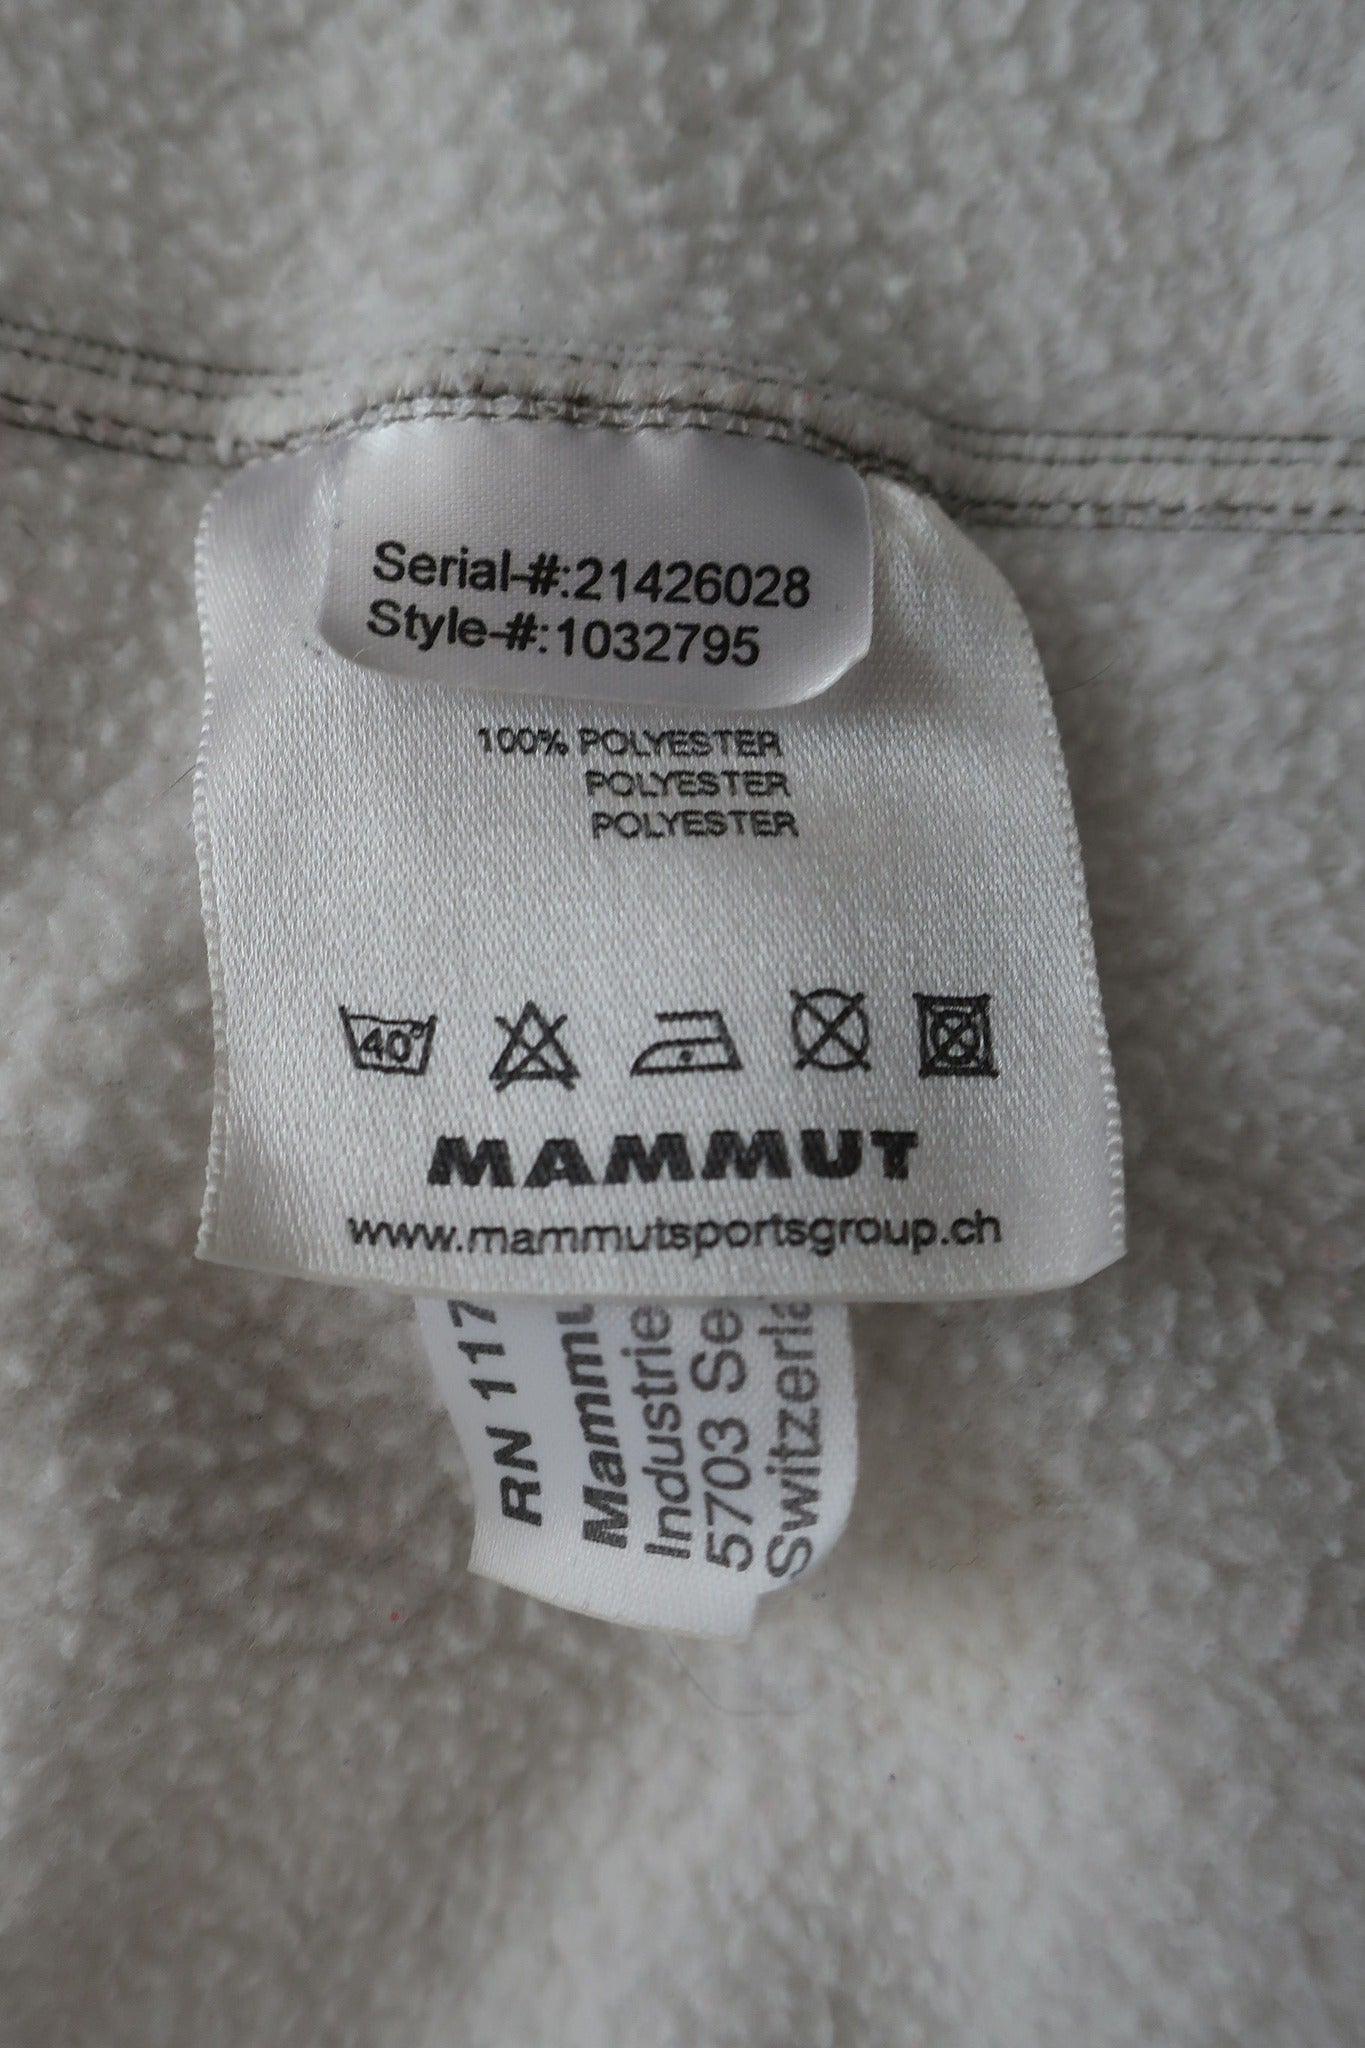 Serial-#:21426028
Style-#:1032795
100% POLYESTER
POLYESTER
POLYESTER
40°
MAMMUT
www.mammutsportsgroup.ch
RN 117
Mammu
Industrie
5703 Se
Switzerla